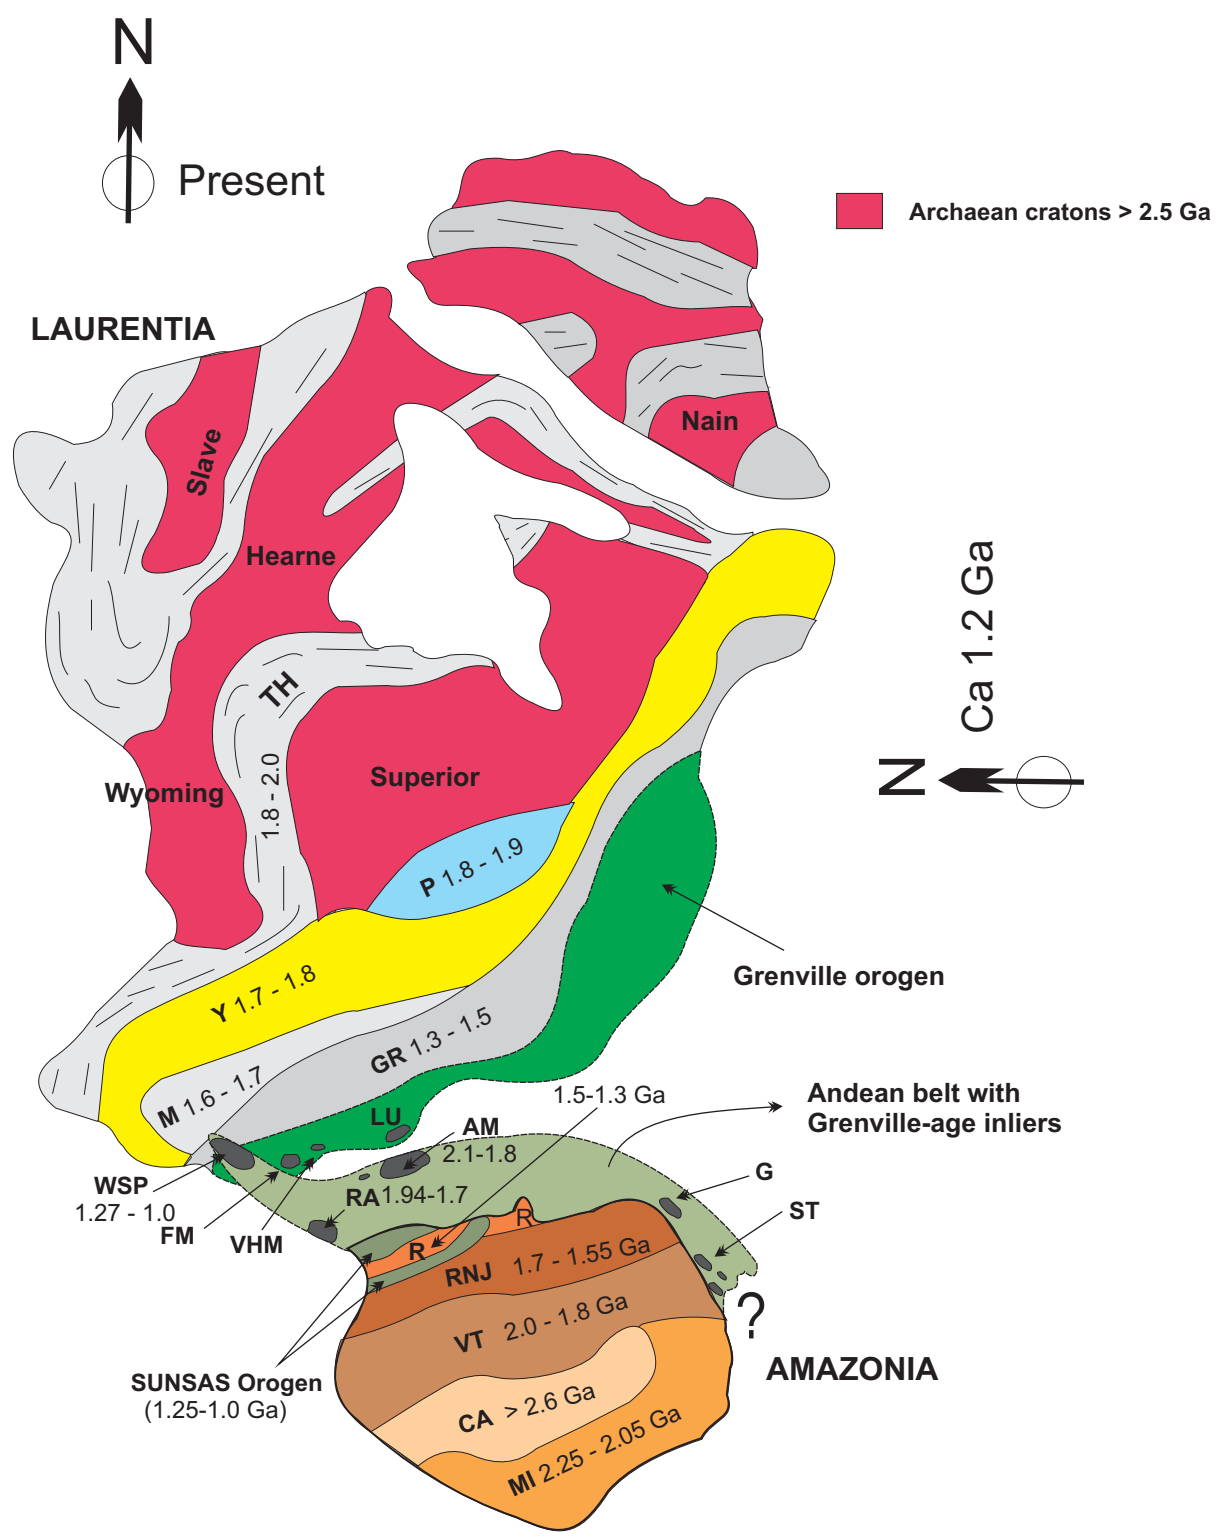 N
Present
Archaean cratons > 2.5 Ga
LAURENTIA
Nain
Slave
Hearne
Ca 1.2 Ga
N
TH
1.8 - 2.0
Wyoming
Superior
P 1.8 - 1.9
Grenville orogen
Y 1.7 - 1.8
GR 1.3 - 1.5
M 1.6 - 1.7
1.5-1.3 Ga
Andean belt with
Grenville-age inliers
LU
AM
2.1-1.8
WSP
1.27 - 1.0
FM
VHM
RA 1.94-1.7
G
ST
R
R
RNJ 1.7 - 1.55 Ga
VT 2.0 - 1.8 Ga
?
AMAZONIA
SUNSAS Orogen
(1.25-1.0 Ga)
CA > 2.6 Ga
MI 2.25 - 2.05 Ga